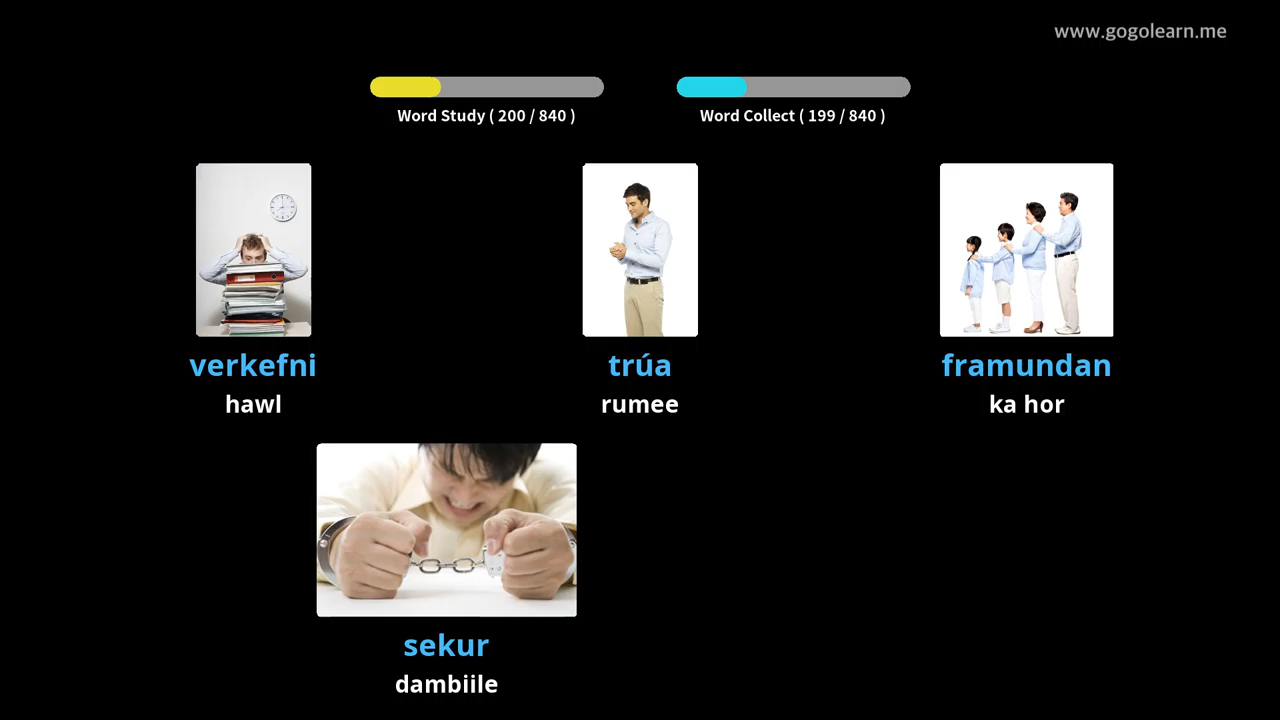 www.gogolearn.me
Word Study ( 200 / 840 )
Word Collect ( 199 / 840 )
verkefni
hawl
trúa
rumee
framundan
ka hor
sekur
dambiile